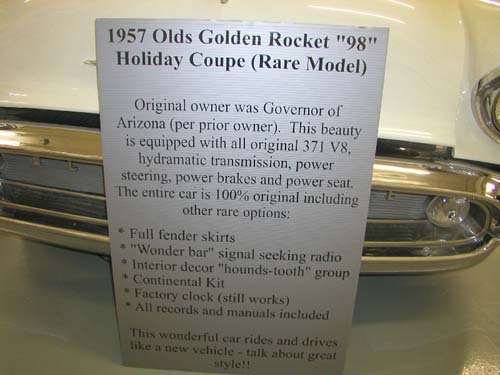 1957 Olds Golden Rocket "98"
Holiday Coupe (Rare Model)
Original owner was Governor of
Arizona (per prior owner). This beauty
is equipped with all original 371 V8,
hydramatic transmission, power
steering, power brakes and power seat.
The entire car is 100% original including
other rare options:
* Full fender skirts
* "Wonder bar" signal seeking radio
* Interior decor "hounds-tooth" group
* Continental Kit
* Factory clock (still works)
* All records and manuals included
This wonderful car rides and drives
like a new vehicle - talk about great
style!!